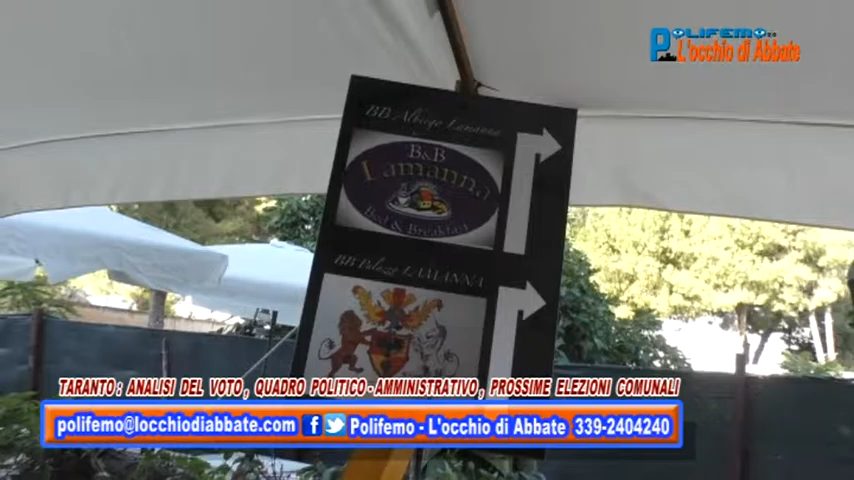 POLIFEMO
L'occhio di Abbate
BB Albergo Lamanna
B&B
Lamanna
Bed & Breakfast
BB Palazzo LAMANNA
TARANTO: ANALISI DEL VOTO, QUADRO POLITICO-AMMINISTRATIVO, PROSSIME ELEZIONI COMUNALI
polifemo@locchiodiabbate.com Polifemo - L'occhio di Abbate 339-2404240